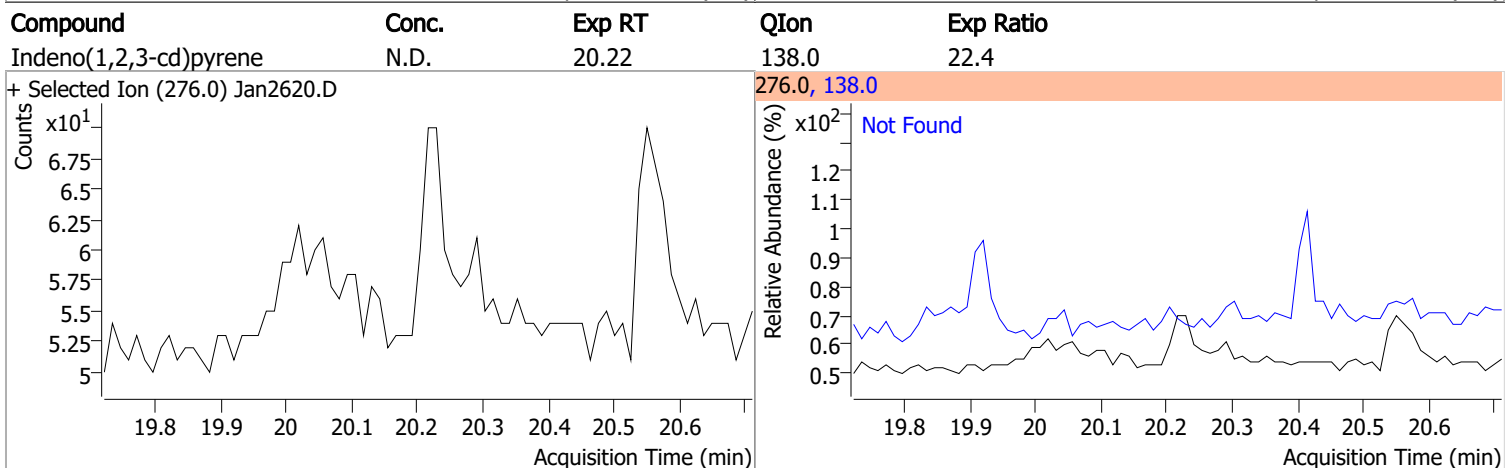 Compound Conc. Exp RT QIon Exp Ratio
Indeno(1,2,3-cd)pyrene N.D. 20.22 138.0 22.4
+ Selected Ion (276.0) Jan2620.D
Counts
x10¹
6.75
6.5
6.25
6
5.75
5.5
5.25
5
19.8 19.9 20 20.1 20.2 20.3 20.4 20.5 20.6
Acquisition Time (min)
276.0, 138.0
Relative Abundance (%)
x10²
Not Found
1.2
1.1
1
0.9
0.8
0.7
0.6
0.5
19.8 19.9 20 20.1 20.2 20.3 20.4 20.5 20.6
Acquisition Time (min)